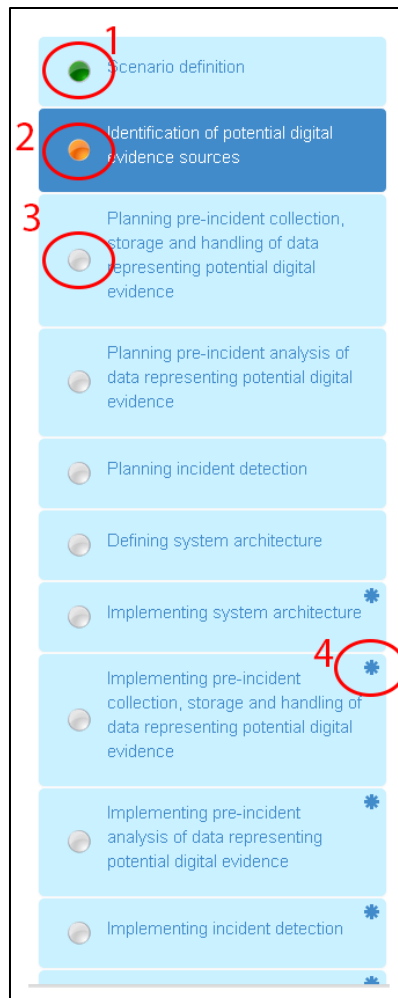 1
Scenario definition
2
Identification of potential digital
evidence sources
3
Planning pre-incident collection,
storage and handling of data
representing potential digital
evidence
Planning pre-incident analysis of
data representing potential digital
evidence
Planning incident detection
Defining system architecture
Implementing system architecture
4
Implementing pre-incident
collection, storage and handling of
data representing potential digital
evidence
Implementing pre-incident
analysis of data representing
potential digital evidence
Implementing incident detection